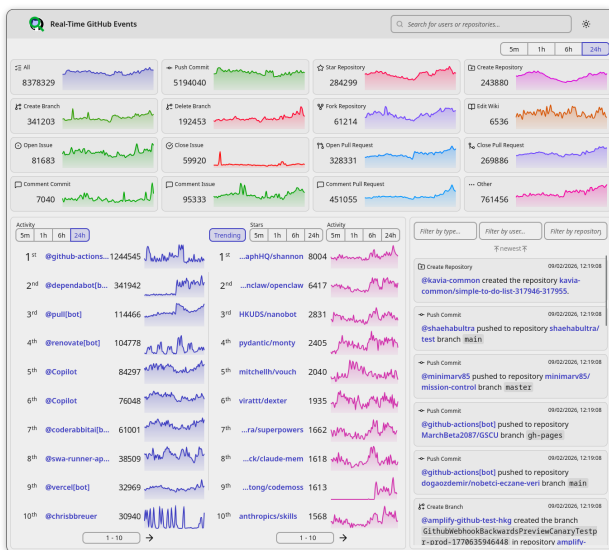 Real-Time GitHub Events
Search for users or repositories...
5m 1h 6h 24h
All
8378329
Push Commit
5194040
Star Repository
284299
Create Repository
243880
Create Branch
341203
Delete Branch
192453
Fork Repository
61214
Edit Wiki
6536
Open Issue
81683
Close Issue
59920
Open Pull Request
328331
Close Pull Request
269886
Comment Commit
7040
Comment Issue
95333
Comment Pull Request
451055
Other
761456
Activity
5m 1h 6h 24h
1st @github-actions... 1244545
2nd @dependabot[b... 341942
3rd @pull[bot] 114466
4th @renovate[bot] 104778
5th @Copilot 84297
6th @Copilot 76048
7th @coderabbitai[b... 61001
8th @swa-runner-ap... 38509
9th @vercel[bot] 32969
10th @chrisbbreuer 30940
1 - 10
Stars Activity
Trending 5m 1h 6h 24h 5m 1h 6h 24h
1st ...aphHQ/shannon 8004
2nd ...nclaw/openclaw 6417
3rd HKUDS/nanobot 2831
4th pydantic/monty 2405
5th mitchellh/vouch 2040
6th virattt/dexter 1935
7th ...ra/superpowers 1662
8th ...ck/claude-mem 1618
9th ...tong/codemoss 1613
10th anthropics/skills 1568
1 - 10
Filter by type... Filter by user... Filter by repository
newest
Create Repository 09/02/2026, 12:19:08
@kavia-common created the repository kavia-
common/simple-to-do-list-317946-317955.
Push Commit 09/02/2026, 12:19:08
@shaehabultra pushed to repository shaehabultra/
test branch main
Push Commit 09/02/2026, 12:19:08
@minimarv85 pushed to repository minimarv85/
mission-control branch master
Push Commit 09/02/2026, 12:19:08
@github-actions[bot] pushed to repository
MarchBeta2087/GSCU branch gh-pages
Push Commit 09/02/2026, 12:19:08
@github-actions[bot] pushed to repository
dogaozdemir/nobetci-eczane-veri branch main
Create Branch 09/02/2026, 12:19:08
@amplify-github-test-hkg created the branch
GithubWebhookBackwardsPreviewCanaryTestp
r-prod-1770635946448 in repository amplify-